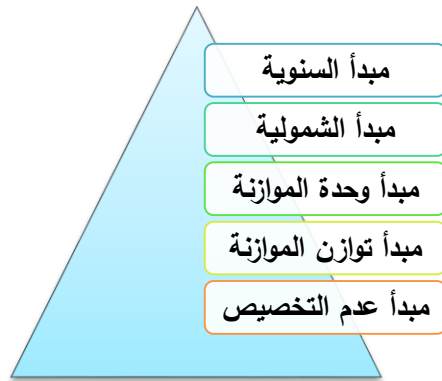 مبدأ السنوية
مبدأ الشمولية
مبدأ وحدة الموازنة
مبدأ توازن الموازنة
مبدأ عدم التخصيص